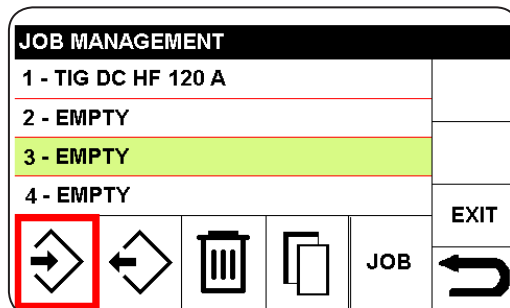 JOB MANAGEMENT
1 - TIG DC HF 120 A
2 - EMPTY
3 - EMPTY
4 - EMPTY
EXIT
JOB